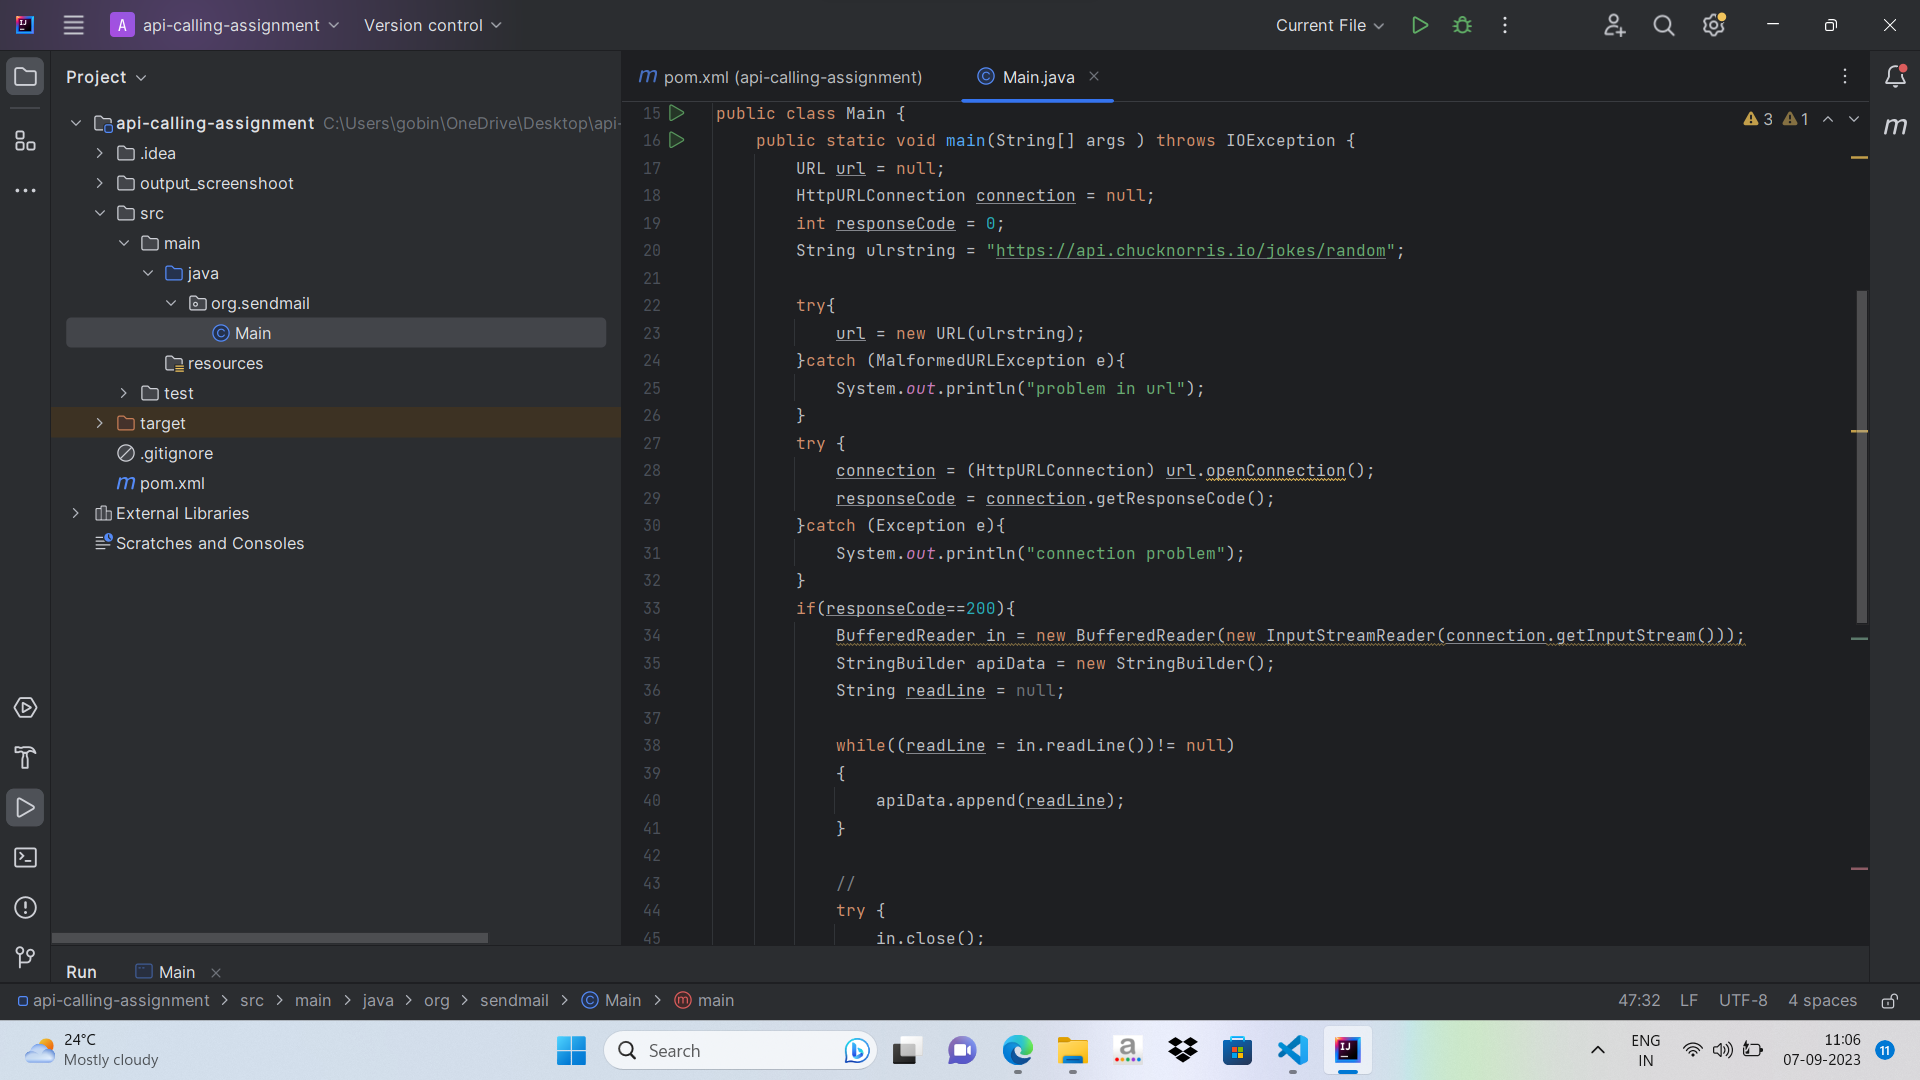 A api-calling-assignment Version control Current File
Project
pom.xml (api-calling-assignment) Main.java
api-calling-assignment C:\Users\gobin\OneDrive\Desktop\api-
.idea
output_screenshoot
src
main
java
org.sendmail
Main
resources
test
target
.gitignore
m pom.xml
External Libraries
Scratches and Consoles
3 1
15 public class Main {
16 public static void main(String[] args ) throws IOException {
17 URL url = null;
18 HttpURLConnection connection = null;
19 int responseCode = 0;
20 String ulrstring = "https://api.chucknorris.io/jokes/random";
21
22 try{
23 url = new URL(ulrstring);
24 }catch (MalformedURLException e){
25 System.out.println("problem in url");
26 }
27 try {
28 connection = (HttpURLConnection) url.openConnection();
29 responseCode = connection.getResponseCode();
30 }catch (Exception e){
31 System.out.println("connection problem");
32 }
33 if(responseCode==200){
34 BufferedReader in = new BufferedReader(new InputStreamReader(connection.getInputStream()));
35 StringBuilder apiData = new StringBuilder();
36 String readLine = null;
37
38 while((readLine = in.readLine())!= null)
39 {
40 apiData.append(readLine);
41 }
42
43 //
44 try {
45 in.close();
Run Main
api-calling-assignment > src > main > java > org > sendmail > Main > main 47:32 LF UTF-8 4 spaces
24°C
Mostly cloudy
Search
ENG
IN
11:06
07-09-2023
11